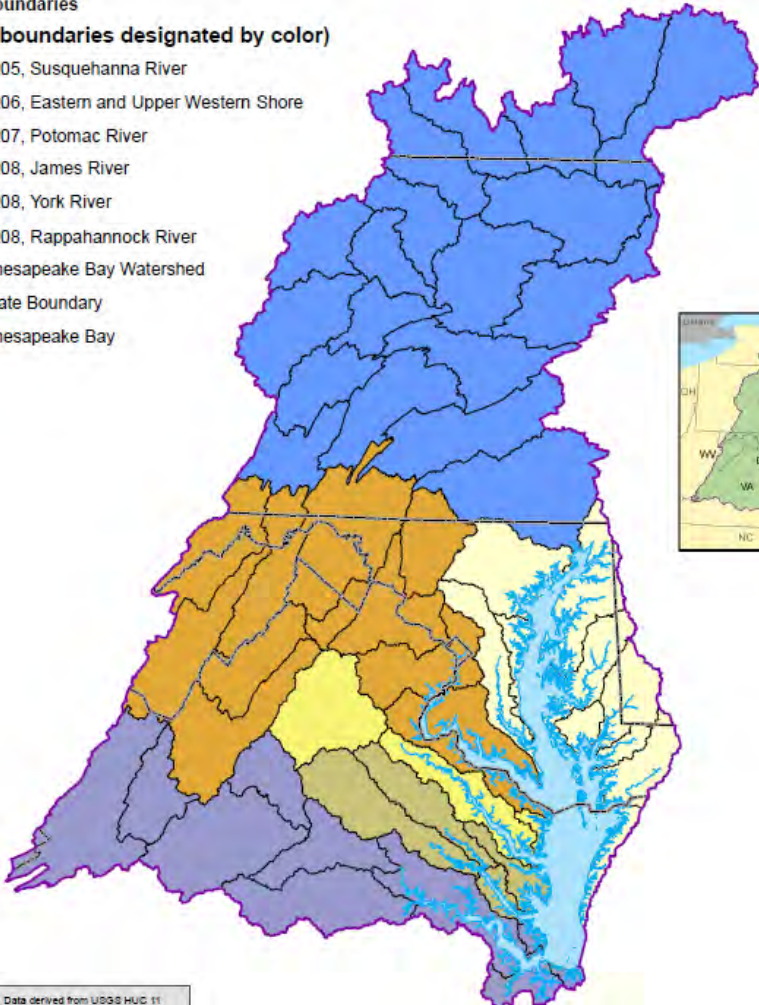 oundaries
boundaries designated by color)
05, Susquehanna River
06, Eastern and Upper Western Shore
07, Potomac River
08, James River
08, York River
08, Rappahannock River
hesapeake Bay Watershed
ate Boundary
hesapeake Bay
OH
WV
VA
NC
Data derived from USGS HUC 11